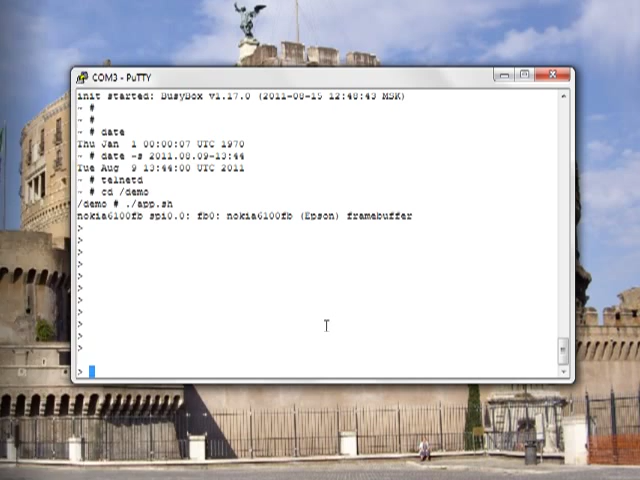 COM3 - PuTTY
init started: BusyBox v1.17.0 (2011-08-15 12:48:43 MSK)
~ #
~ #
~ # date
Thu Jan  1 00:00:07 UTC 1970
~ # date -s 2011.08.09-13:44
Tue Aug  9 13:44:00 UTC 2011
~ # telnetd
~ # cd /demo
/demo # ./app.sh
nokia6100fb spi0.0: fb0: nokia6100fb (Epson) framebuffer
>
>
>
>
>
>
>
>
>
>
>
>